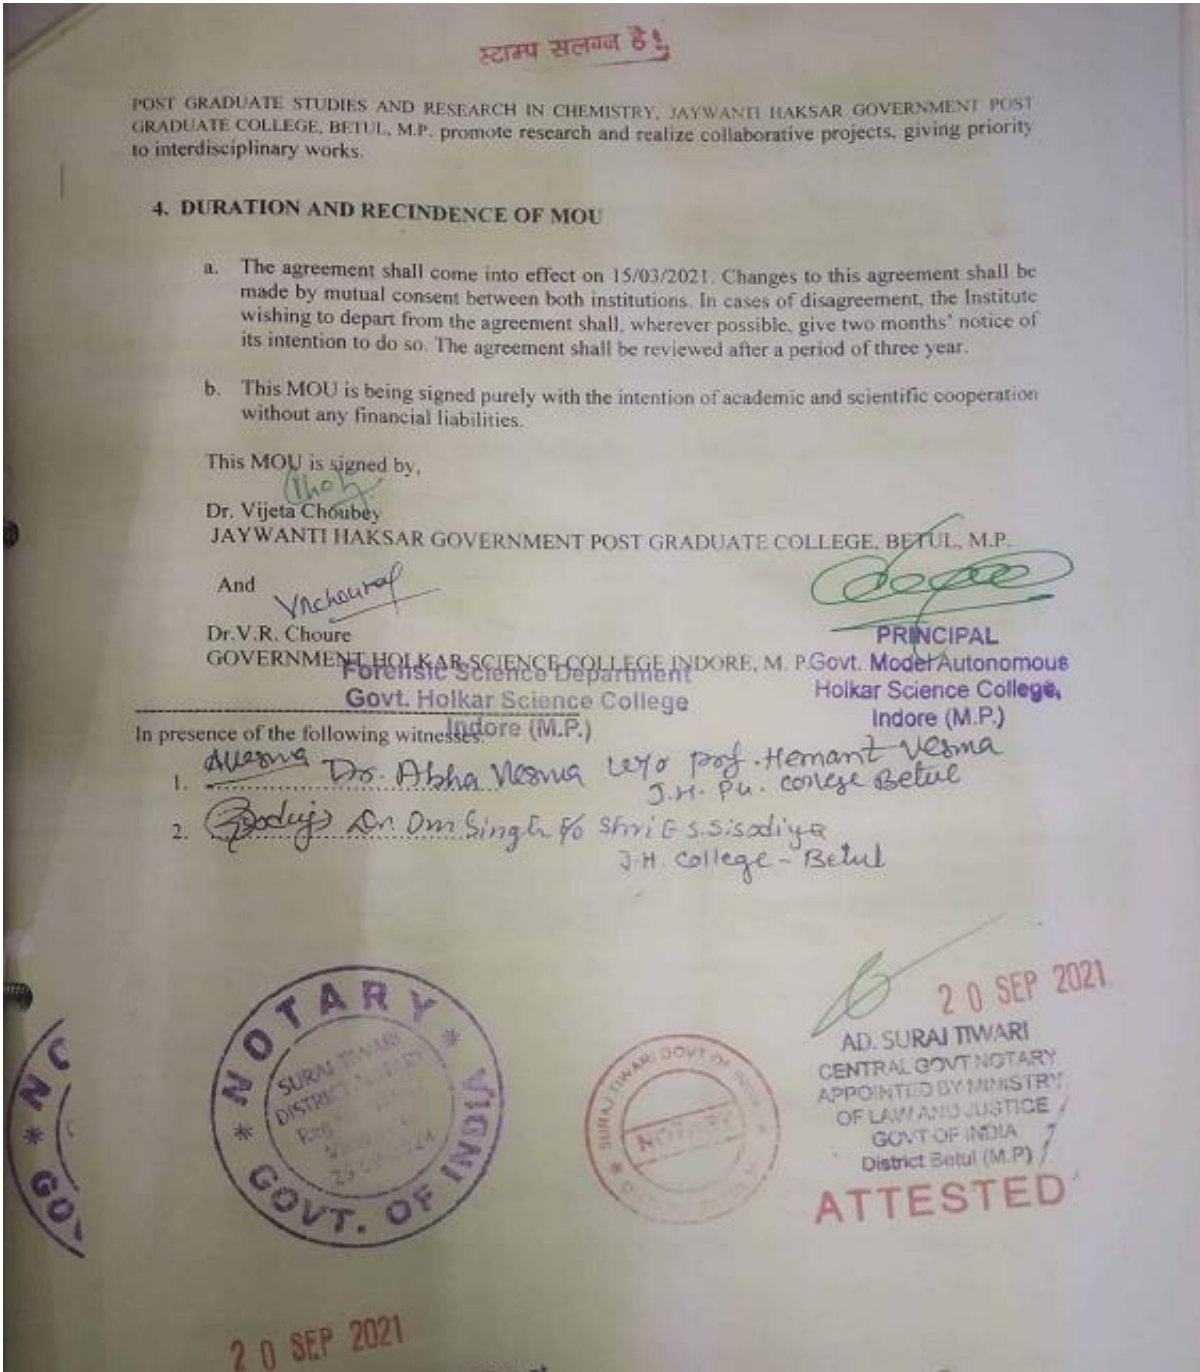 स्टाम्प सलग्न है!
POST GRADUATE STUDIES AND RESEARCH IN CHEMISTRY, JAYWANTI HAKSAR GOVERNMENT POST
GRADUATE COLLEGE, BETUL, M.P. promote research and realize collaborative projects, giving priority
to interdisciplinary works.
4. DURATION AND RECINDENCE OF MOU
a. The agreement shall come into effect on 15/03/2021. Changes to this agreement shall be
made by mutual consent between both institutions. In cases of disagreement, the Institute
wishing to depart from the agreement shall, wherever possible, give two months' notice of
its intention to do so. The agreement shall be reviewed after a period of three year.
b. This MOU is being signed purely with the intention of academic and scientific cooperation
without any financial liabilities.
This MOU is signed by,
Dr. Vijeta Choubey
JAYWANTI HAKSAR GOVERNMENT POST GRADUATE COLLEGE, BETUL, M.P.
And
Dr.V.R. Choure
GOVERNMENT HOLKAR SCIENCE COLLEGE INDORE, M. P.
Forensic Science Department
Govt. Holkar Science College
Indore (M.P.)
PRINCIPAL
Govt. Model Autonomous
Holkar Science College,
Indore (M.P.)
In presence of the following witnesses:
1. Dr. Abha Verma w/o prof. Hemant Verma
J.H. PG. College Betul
2. Dr. Om Singh S/o Shri G S. Sisodiya
J.H. College - Betul
NOTARY
GOVT. OF INDIA
SURAJ TIWARI
DISTRICT NOTARY
SURAJ TIWARI GOVT OF INDIA
NOTARY
20 SEP 2021
AD. SURAJ TIWARI
CENTRAL GOVT NOTARY
APPOINTED BY MINISTRY
OF LAW AND JUSTICE
GOVT OF INDIA
District Betul (M.P)
ATTESTED
20 SEP 2021